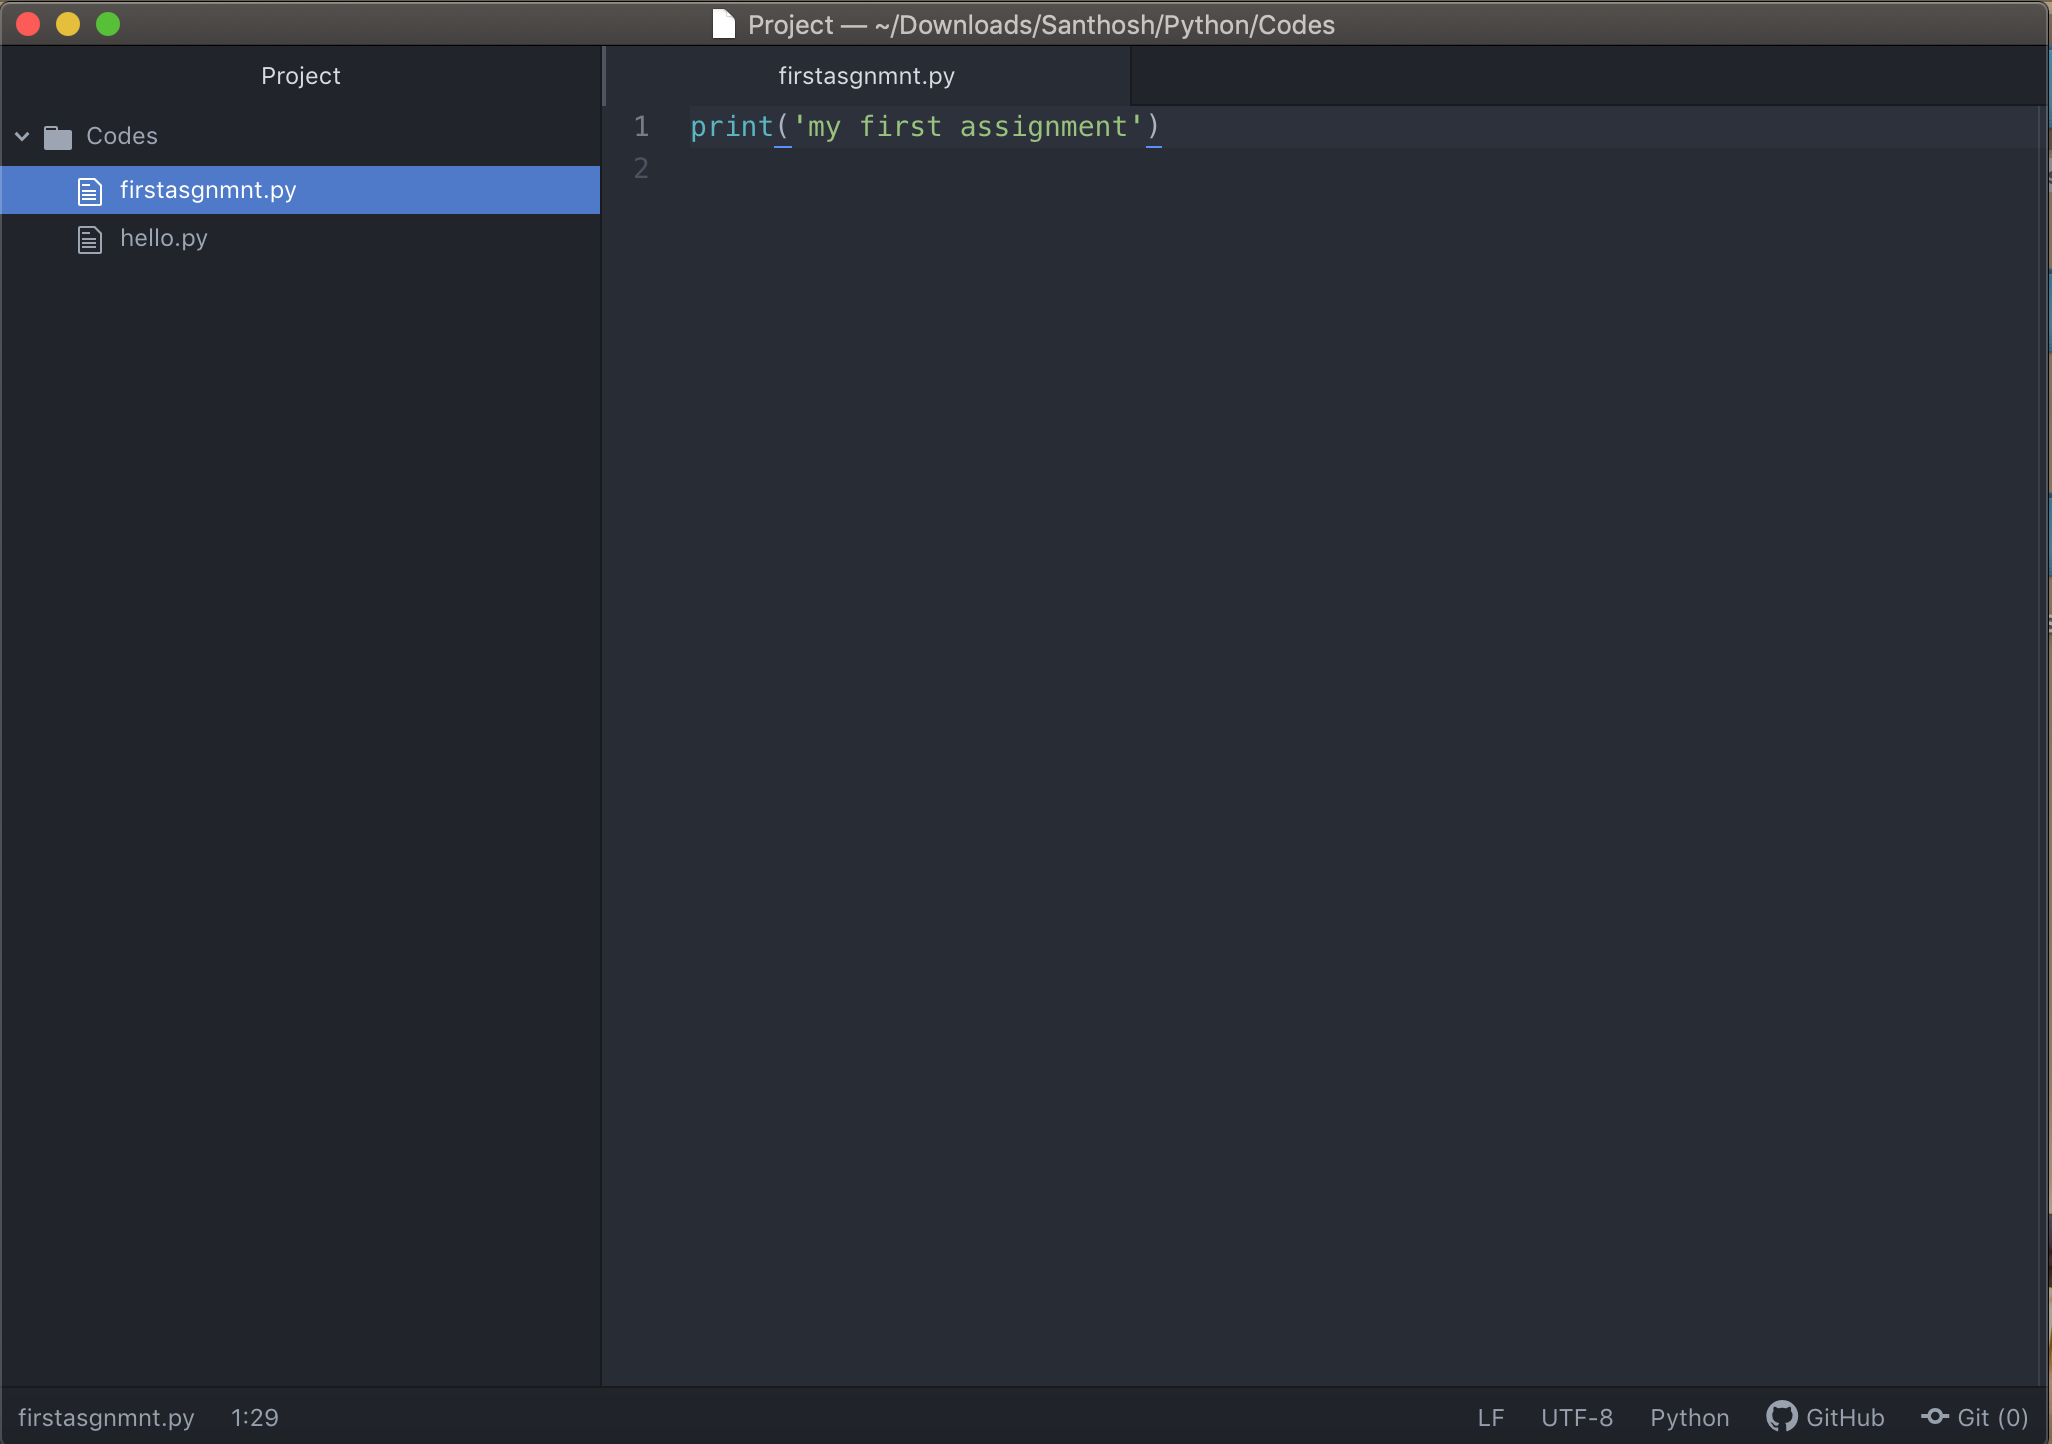 Project — ~/Downloads/Santhosh/Python/Codes
Project
Codes
firstasgnmnt.py
hello.py
firstasgnmnt.py
1 print('my first assignment')
2
firstasgnmnt.py 1:29 LF UTF-8 Python GitHub Git (0)